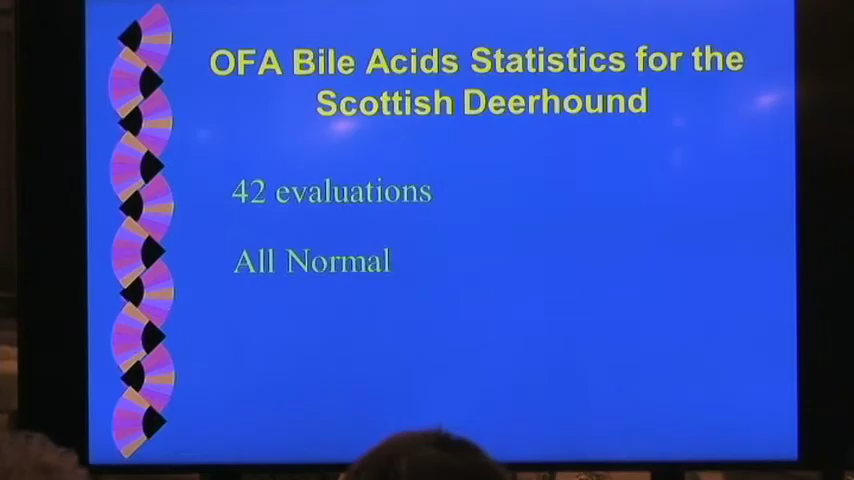 OFA Bile Acids Statistics for the
Scottish Deerhound
42 evaluations
All Normal